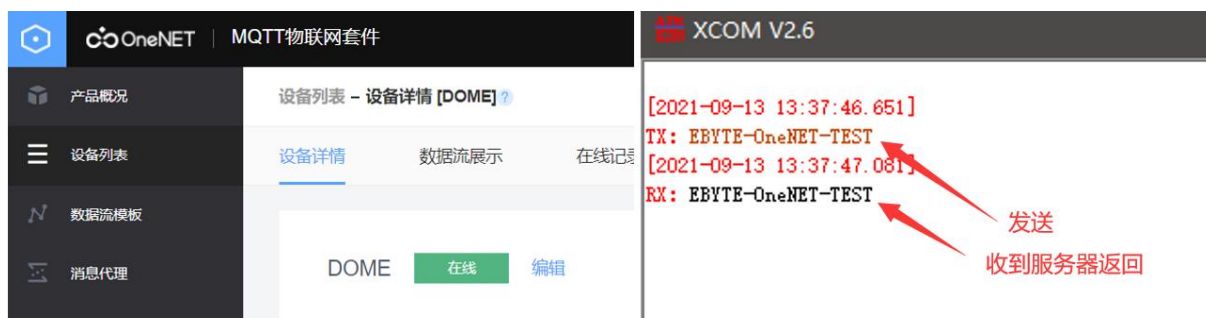 OneNET | MQTT物联网套件
产品概况
设备列表 – 设备详情 [DOME] ?
设备列表
设备详情 数据流展示 在线记录
数据流模板
消息代理
DOME 在线 编辑
XCOM V2.6
[2021-09-13 13:37:46.651]
TX: EBYTE-OneNET-TEST
[2021-09-13 13:37:47.081]
RX: EBYTE-OneNET-TEST
发送
收到服务器返回